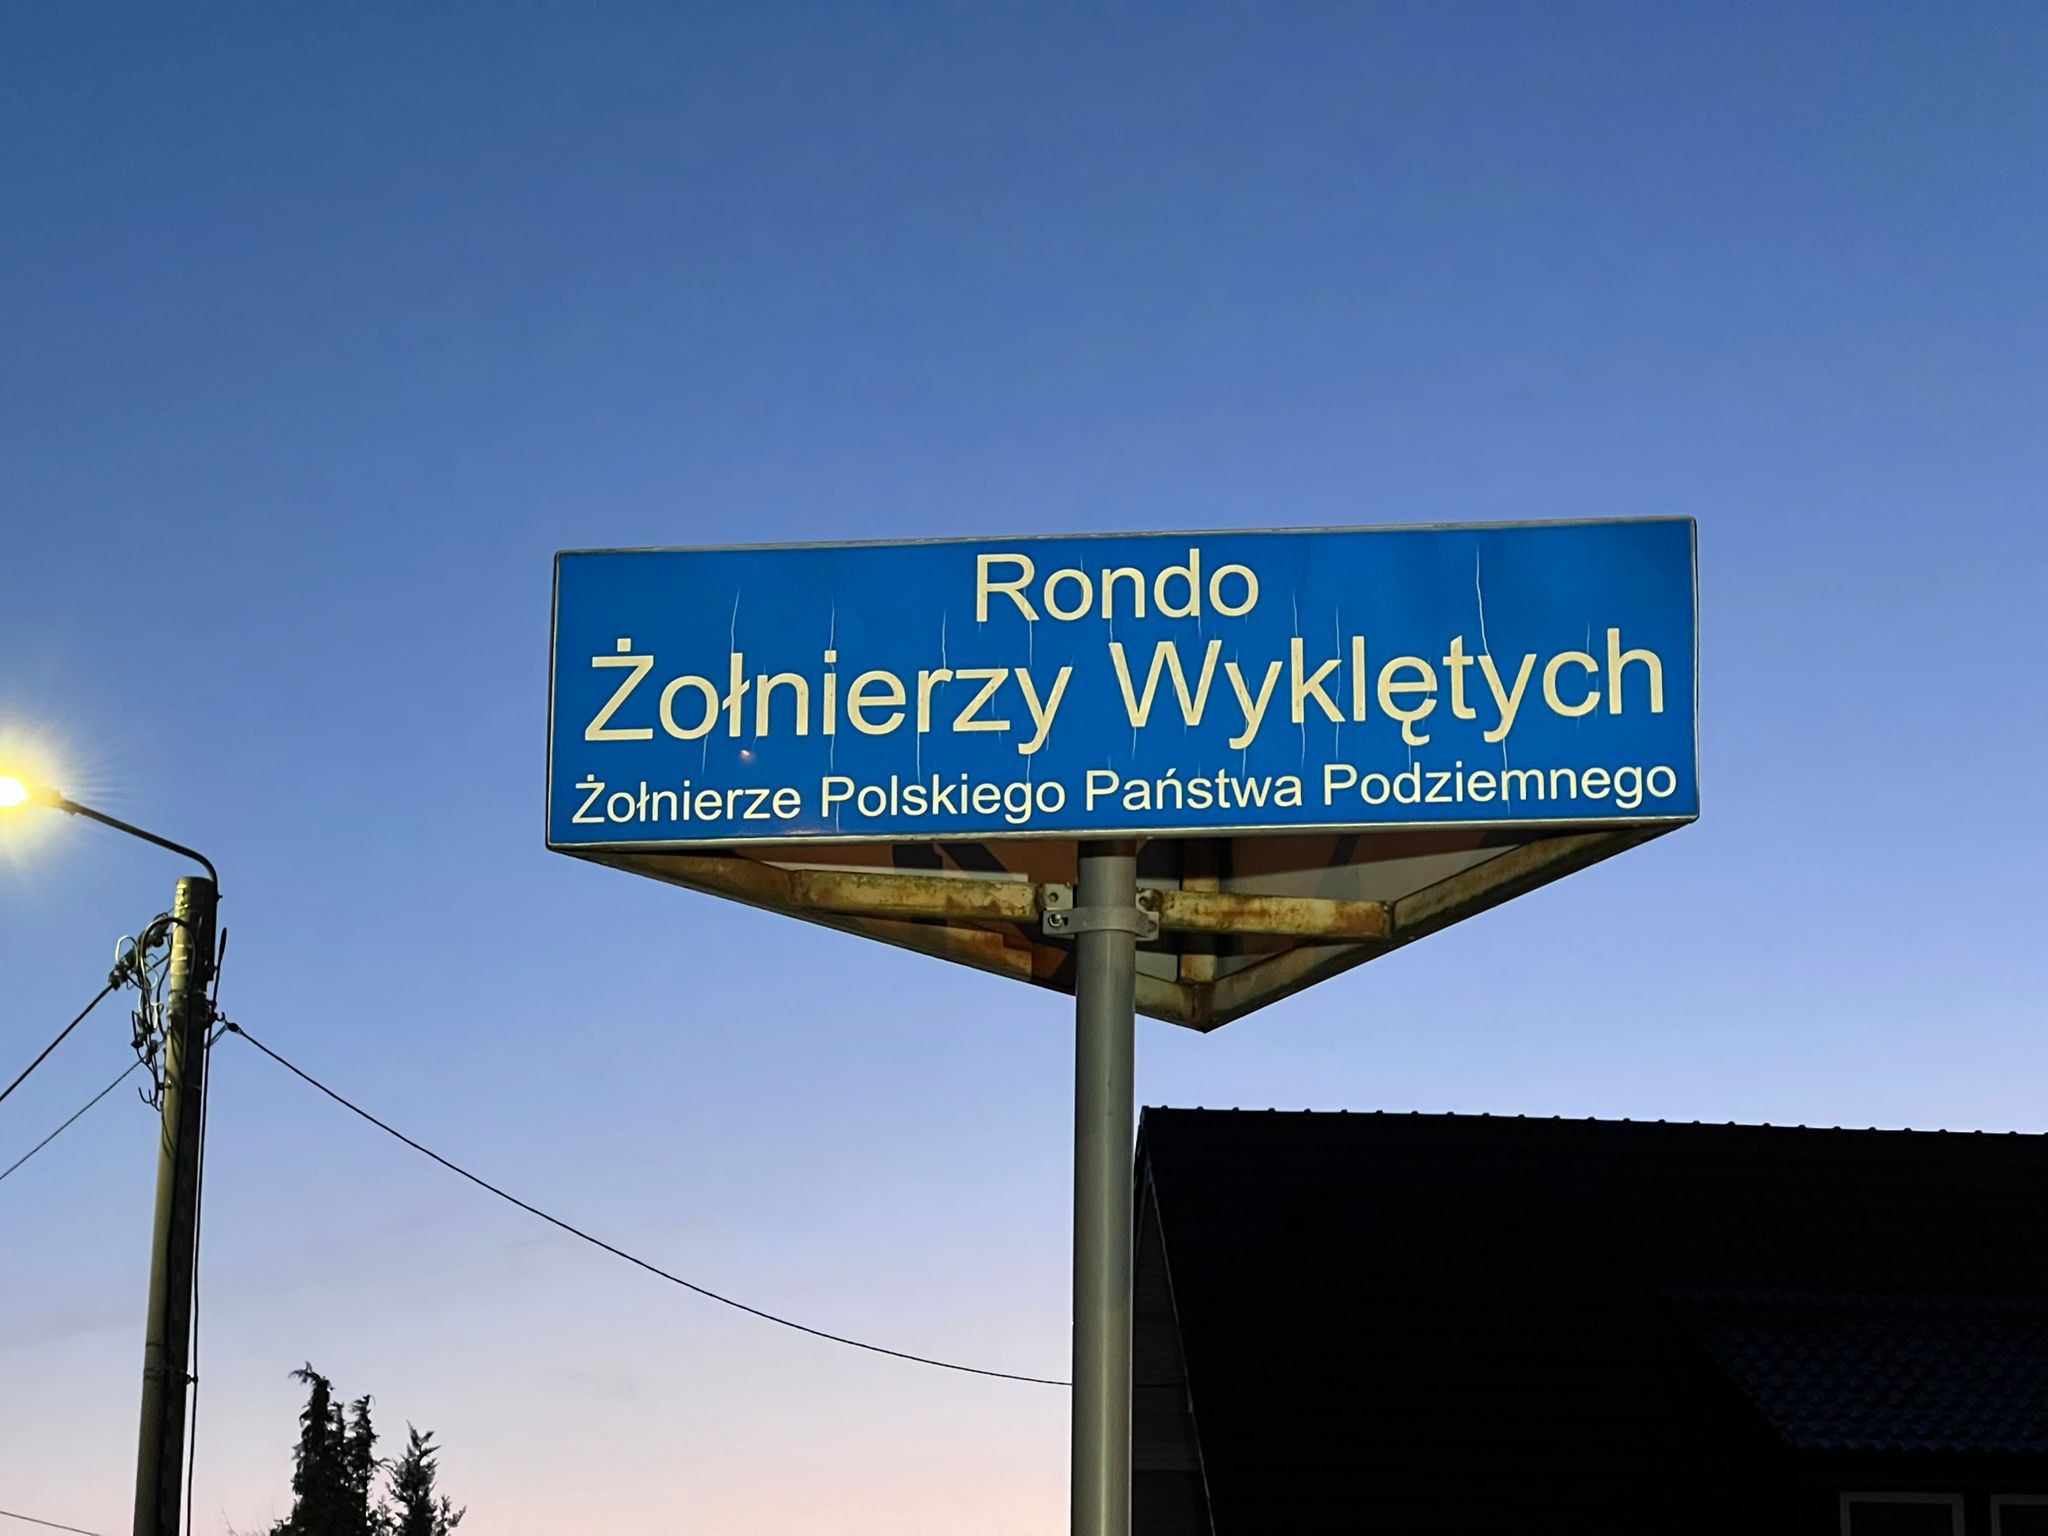 Rondo
Żołnierzy Wyklętych
Żołnierze Polskiego Państwa Podziemnego